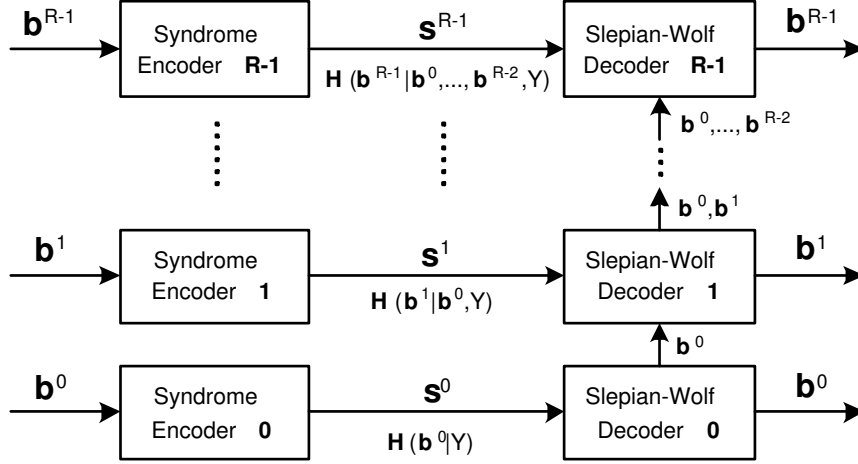 b^R-1
Syndrome
Encoder R-1
s^R-1
H (b^R-1|b^0,..., b^R-2,Y)
Slepian-Wolf
Decoder R-1
b^R-1
b^0,..., b^R-2
b^0,b^1
b^1
Syndrome
Encoder 1
s^1
H (b^1|b^0,Y)
Slepian-Wolf
Decoder 1
b^1
b^0
b^0
Syndrome
Encoder 0
s^0
H (b^0|Y)
Slepian-Wolf
Decoder 0
b^0